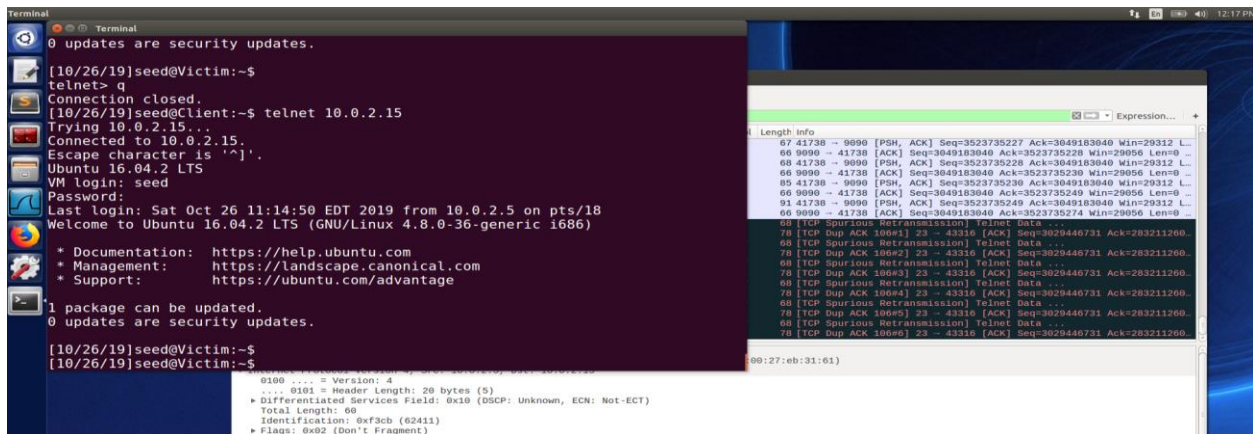 Terminal
En
12:17 PM
Terminal
0 updates are security updates.
[10/26/19]seed@Victim:~$
telnet> q
Connection closed.
[10/26/19]seed@Client:~$ telnet 10.0.2.15
Trying 10.0.2.15...
Connected to 10.0.2.15.
Escape character is '^]'.
Ubuntu 16.04.2 LTS
VM login: seed
Password:
Last login: Sat Oct 26 11:14:50 EDT 2019 from 10.0.2.5 on pts/18
Welcome to Ubuntu 16.04.2 LTS (GNU/Linux 4.8.0-36-generic i686)
* Documentation: https://help.ubuntu.com
* Management: https://landscape.canonical.com
* Support: https://ubuntu.com/advantage
1 package can be updated.
0 updates are security updates.
[10/26/19]seed@Victim:~$
[10/26/19]seed@Victim:~$
Expression... +
Length Info
67 41738 → 9090 [PSH, ACK] Seq=3523735227 Ack=3049183040 Win=29312 L…
66 9090 → 41738 [ACK] Seq=3049183040 Ack=3523735228 Win=29056 Len=0 …
68 41738 → 9090 [PSH, ACK] Seq=3523735228 Ack=3049183040 Win=29312 L…
66 9090 → 41738 [ACK] Seq=3049183040 Ack=3523735230 Win=29056 Len=0 …
85 41738 → 9090 [PSH, ACK] Seq=3523735230 Ack=3049183040 Win=29312 L…
66 9090 → 41738 [ACK] Seq=3049183040 Ack=3523735249 Win=29056 Len=0 …
91 41738 → 9090 [PSH, ACK] Seq=3523735249 Ack=3049183040 Win=29312 L…
66 9090 → 41738 [ACK] Seq=3049183040 Ack=3523735274 Win=29056 Len=0 …
68 [TCP Spurious Retransmission] Telnet Data ...
78 [TCP Dup ACK 106#1] 23 → 43316 [ACK] Seq=3029446731 Ack=283211260…
68 [TCP Spurious Retransmission] Telnet Data ...
78 [TCP Dup ACK 106#2] 23 → 43316 [ACK] Seq=3029446731 Ack=283211260…
68 [TCP Spurious Retransmission] Telnet Data ...
78 [TCP Dup ACK 106#3] 23 → 43316 [ACK] Seq=3029446731 Ack=283211260…
68 [TCP Spurious Retransmission] Telnet Data ...
78 [TCP Dup ACK 106#4] 23 → 43316 [ACK] Seq=3029446731 Ack=283211260…
68 [TCP Spurious Retransmission] Telnet Data ...
78 [TCP Dup ACK 106#5] 23 → 43316 [ACK] Seq=3029446731 Ack=283211260…
68 [TCP Spurious Retransmission] Telnet Data ...
78 [TCP Dup ACK 106#6] 23 → 43316 [ACK] Seq=3029446731 Ack=283211260…
:00:27:eb:31:61)
0100 .... = Version: 4
.... 0101 = Header Length: 20 bytes (5)
Differentiated Services Field: 0x10 (DSCP: Unknown, ECN: Not-ECT)
Total Length: 60
Identification: 0xf3cb (62411)
Flags: 0x02 (Don't Fragment)